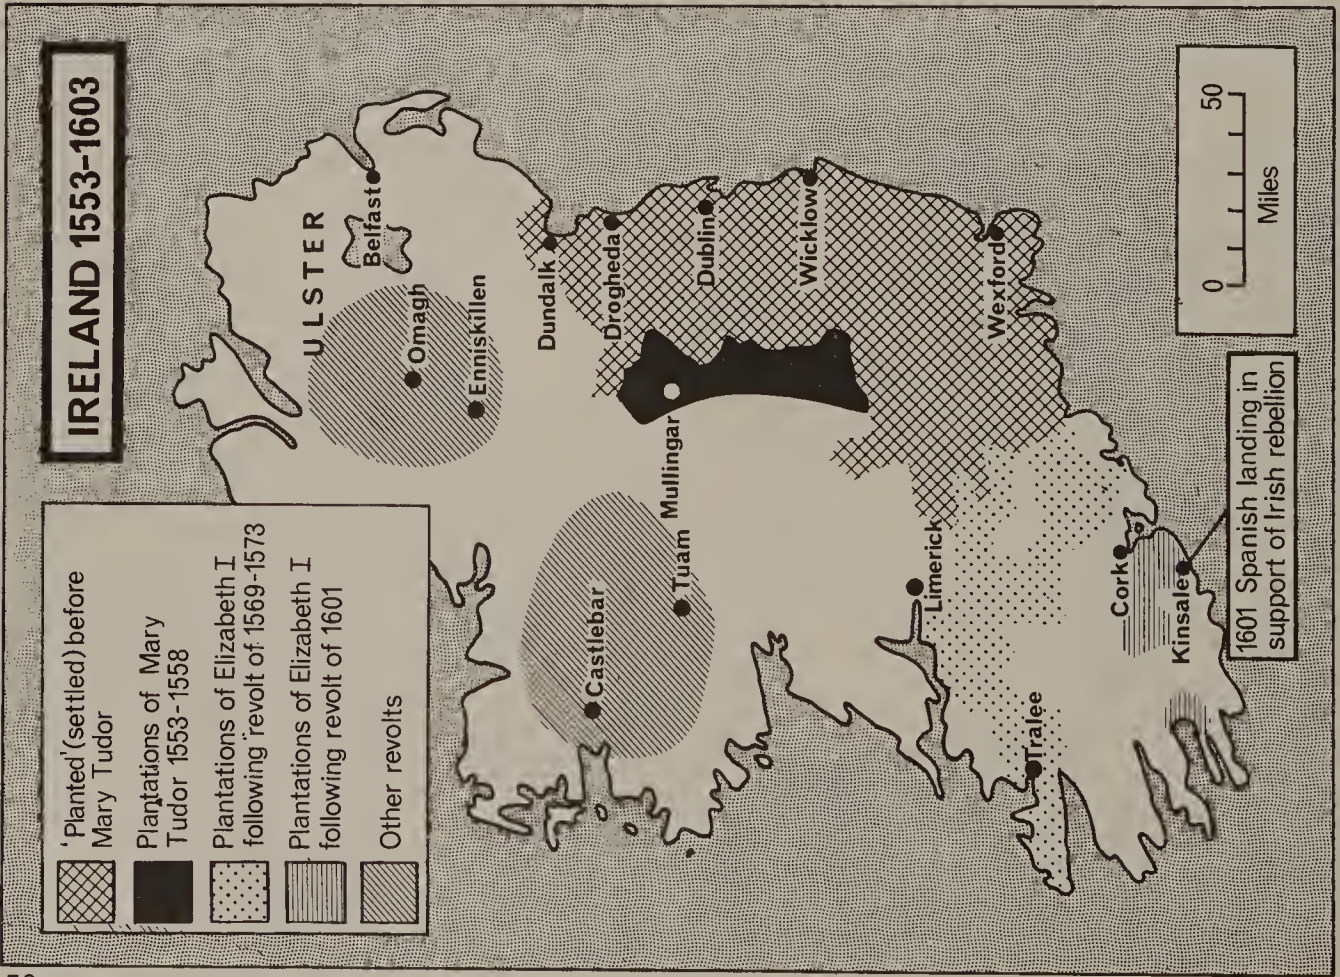 IRELAND 1553-1603
'Planted' (settled) before
Mary Tudor
Plantations of Mary
Tudor 1553-1558
Plantations of Elizabeth I
following revolt of 1569-1573
Plantations of Elizabeth I
following revolt of 1601
Other revolts
ULSTER
Belfast
Omagh
Enniskillen
Dundalk
Drogheda
Dublin
Wicklow
Wexford
Mullingar
Tuam
Castlebar
Limerick
Tralee
Cork
Kinsale
1601 Spanish landing in
support of Irish rebellion
0 50
Miles